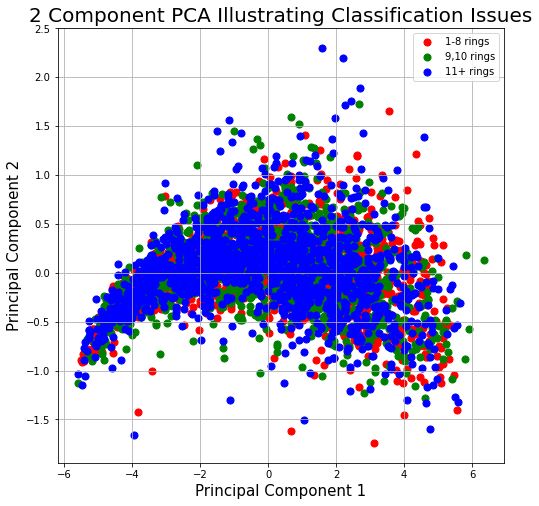 2 Component PCA Illustrating Classification Issues
1-8 rings
9,10 rings
11+ rings
2.5
2.0
1.5
1.0
0.5
0.0
−0.5
−1.0
−1.5
Principal Component 2
−6
−4
−2
0
2
4
6
Principal Component 1